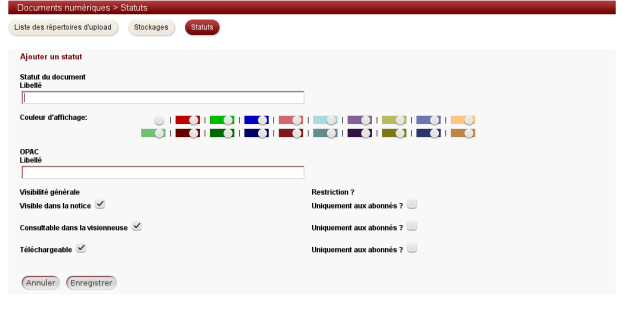 Documents numériques > Statuts
Liste des répertoires d'upload Stockages Statuts
Ajouter un statut
Statut du document
Libellé
Couleur d'affichage:
OPAC
Libellé
Visibilité générale Restriction ?
Visible dans la notice Uniquement aux abonnés ?
Consultable dans la visionneuse Uniquement aux abonnés ?
Téléchargeable Uniquement aux abonnés ?
Annuler Enregistrer